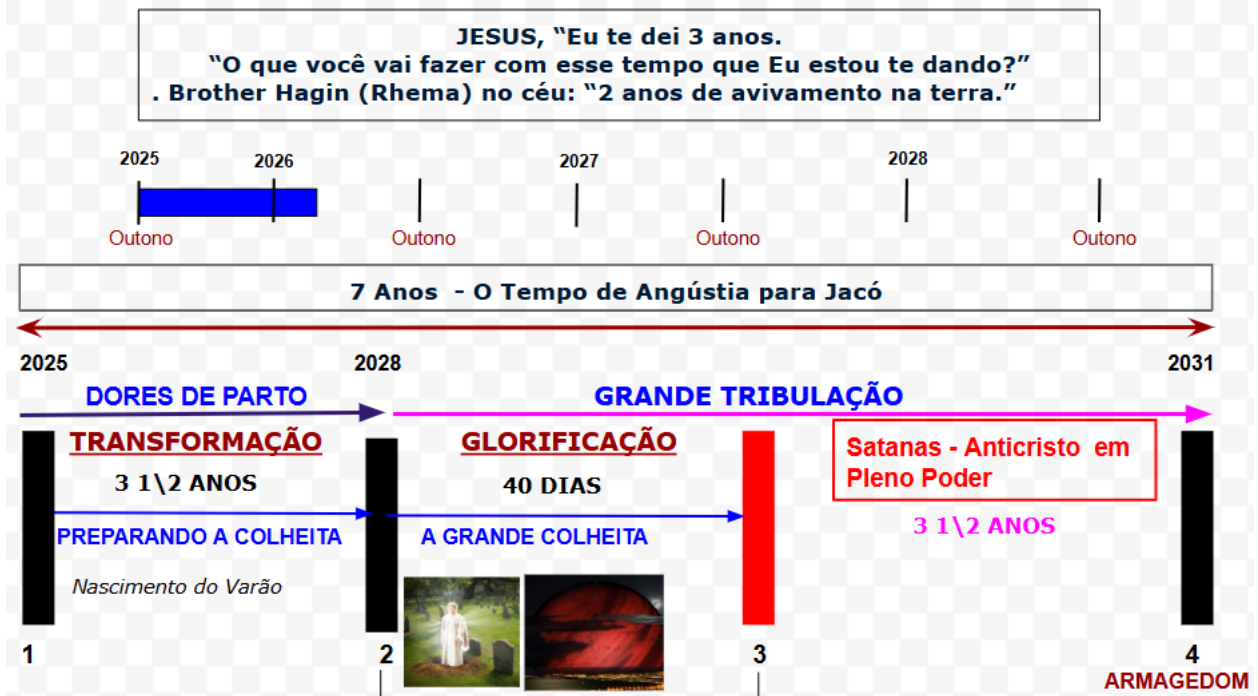 JESUS, “Eu te dei 3 anos.
“O que você vai fazer com esse tempo que Eu estou te dando?”
. Brother Hagin (Rhema) no céu: “2 anos de avivamento na terra.”
2025 2026 2027 2028
Outono Outono Outono Outono
7 Anos - O Tempo de Angústia para Jacó
2025 2028 2031
DORES DE PARTO GRANDE TRIBULAÇÃO
TRANSFORMAÇÃO GLORIFICAÇÃO Satanas - Anticristo em
Pleno Poder
3 1\2 ANOS 40 DIAS
3 1\2 ANOS
PREPARANDO A COLHEITA A GRANDE COLHEITA
Nascimento do Varão
1 2 3 4
ARMAGEDOM